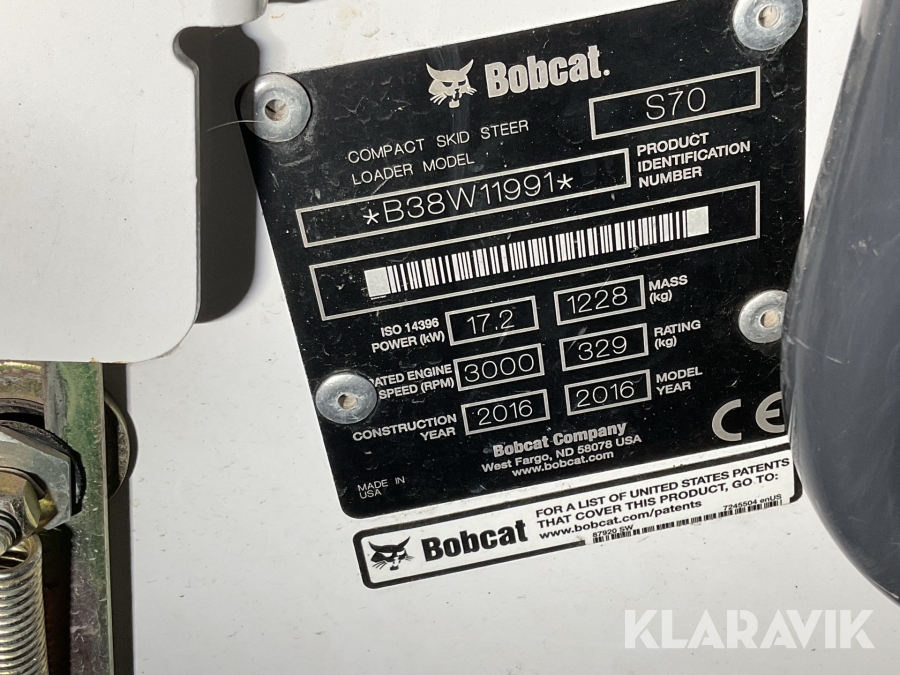 Bobcat.
COMPACT SKID STEER
LOADER MODEL
S70
PRODUCT
IDENTIFICATION
NUMBER
*B38W11991*
ISO 14396
POWER (kW)
17.2
1228
MASS
(kg)
ENGINE
SPEED (RPM)
3000
329
RATING
(kg)
CONSTRUCTION
YEAR
2016
2016
MODEL
YEAR
Bobcat Company
West Fargo, ND 58078 USA
www.bobcat.com
CE
MADE IN
USA
Bobcat
FOR A LIST OF UNITED STATES PATENTS
THAT COVER THIS PRODUCT, GO TO:
www.bobcat.com/patents
7245504 enUS
87920 SW
KLARAVIK